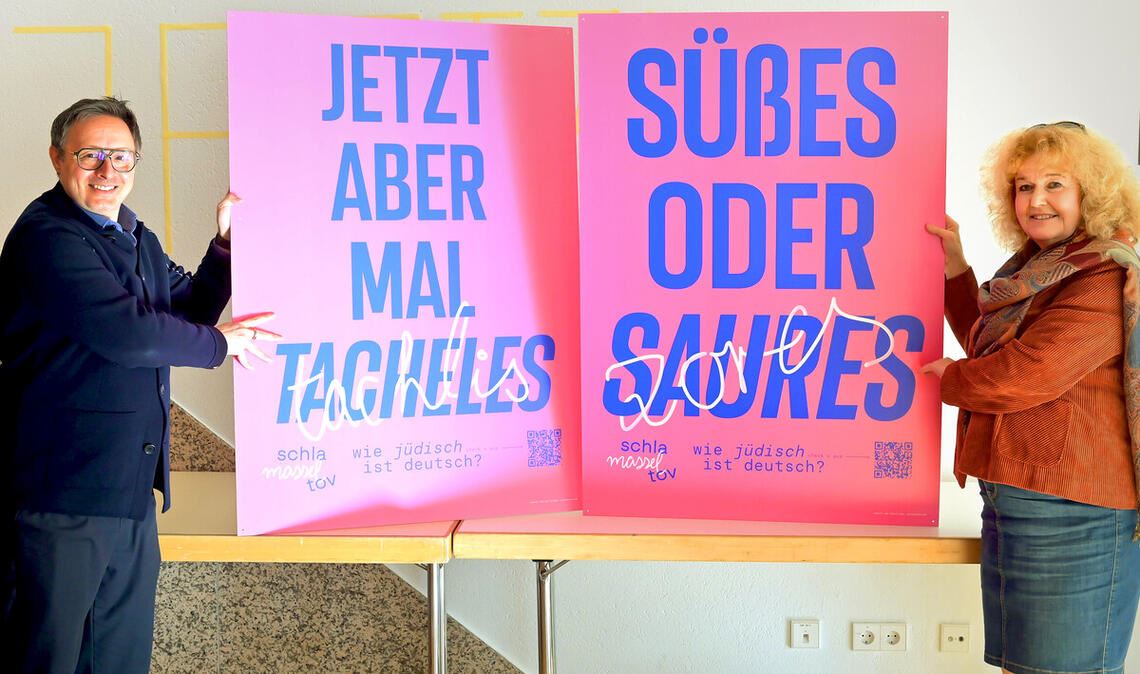 JETZT
ABER
MAL
TACHELES
tachlis
schla
massel
tov
wie jüdisch
ist deutsch?
SÜßES
ODER
SAURES
zores
schla
massel
tov
wie jüdisch
ist deutsch?